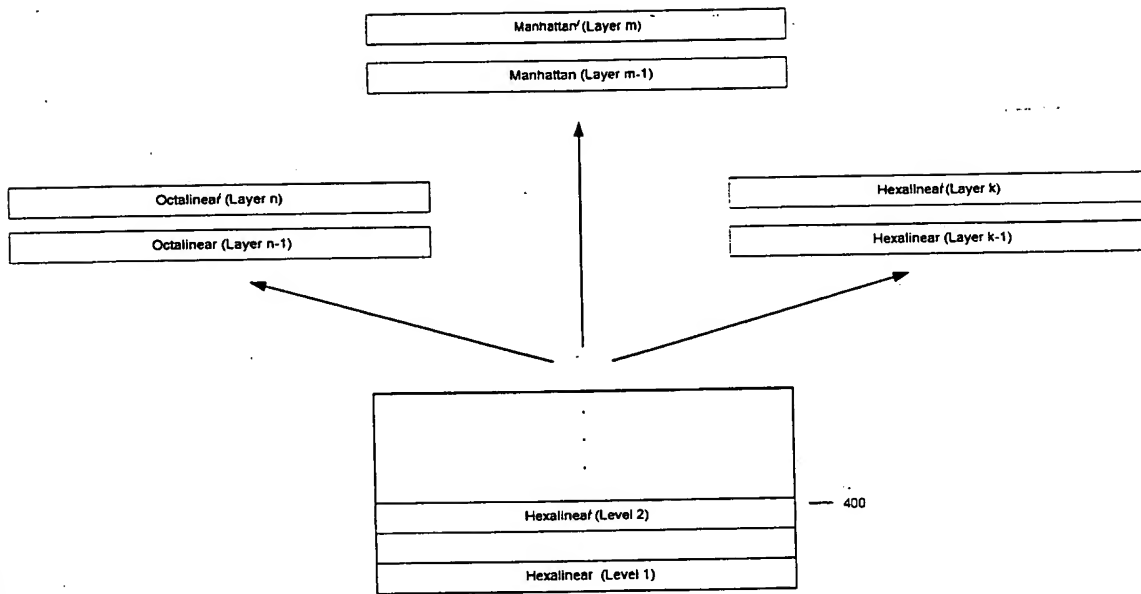 Manhattan' (Layer m)
Manhattan (Layer m-1)
Octalinear' (Layer n)
Octalinear (Layer n-1)
Hexalinear' (Layer k)
Hexalinear (Layer k-1)
400
Hexalinear' (Level 2)
Hexalinear (Level 1)